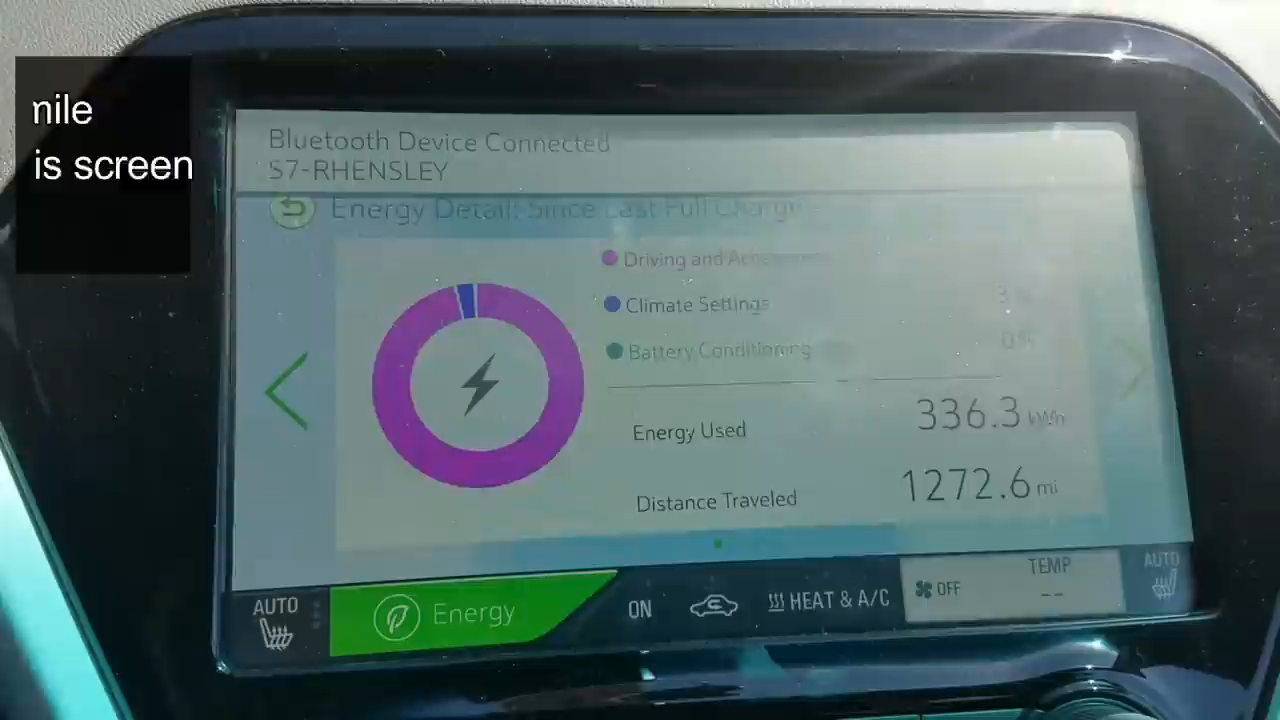 nile
is screen
Bluetooth Device Connected
S7-RHENSLEY
Energy Detail: Since Last Full Charge
Driving and Accessories
Climate Settings 3 %
Battery Conditioning 0 %
Energy Used 336.3 kWh
Distance Traveled 1272.6 mi
AUTO Energy ON HEAT & A/C OFF TEMP -- AUTO